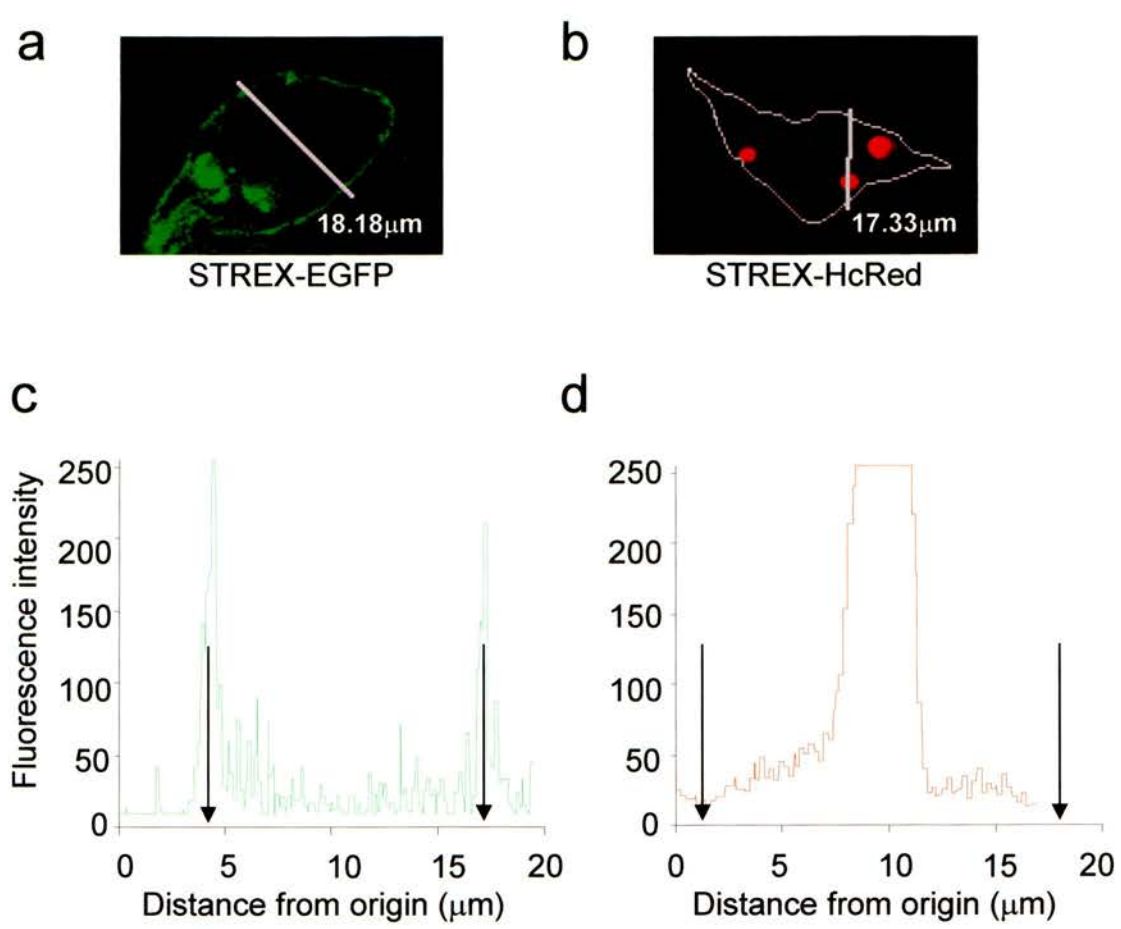 a
b
18.18μm
17.33μm
STREX-EGFP
STREX-HcRed
c
d
Fluorescence intensity
250
200
150
100
50
0
0 5 10 15 20
Distance from origin (μm)
250
200
150
100
50
0
0 5 10 15 20
Distance from origin (μm)